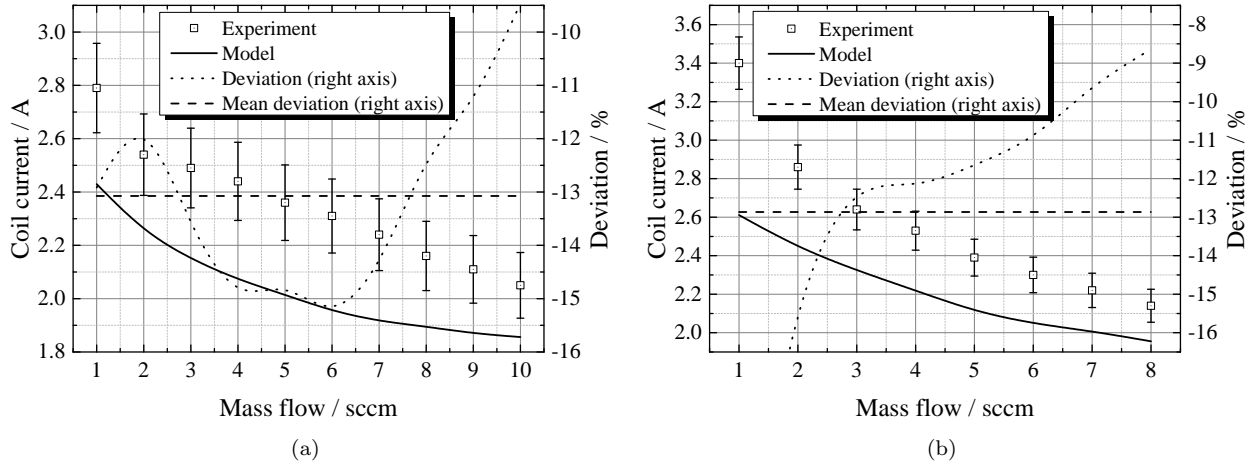 Experiment
Model
Deviation (right axis)
Mean deviation (right axis)
3.0
2.8
2.6
2.4
2.2
2.0
1.8
Coil current / A
-10
-11
-12
-13
-14
-15
-16
Deviation / %
1 2 3 4 5 6 7 8 9 10
Mass flow / sccm
(a)
Experiment
Model
Deviation (right axis)
Mean deviation (right axis)
3.6
3.4
3.2
3.0
2.8
2.6
2.4
2.2
2.0
Coil current / A
-8
-9
-10
-11
-12
-13
-14
-15
-16
Deviation / %
1 2 3 4 5 6 7 8
Mass flow / sccm
(b)